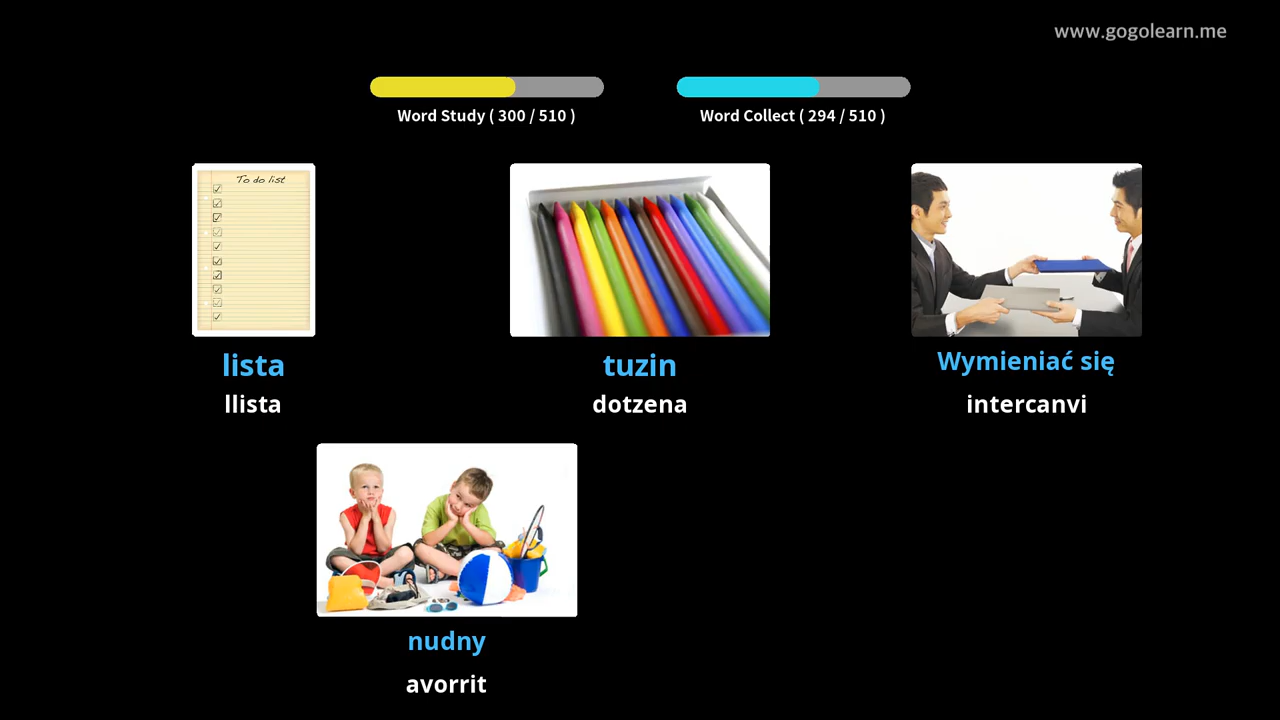 www.gogolearn.me
Word Study ( 300 / 510 )
Word Collect ( 294 / 510 )
To do list
lista
llista
tuzin
dotzena
Wymieniać się
intercanvi
nudny
avorrit